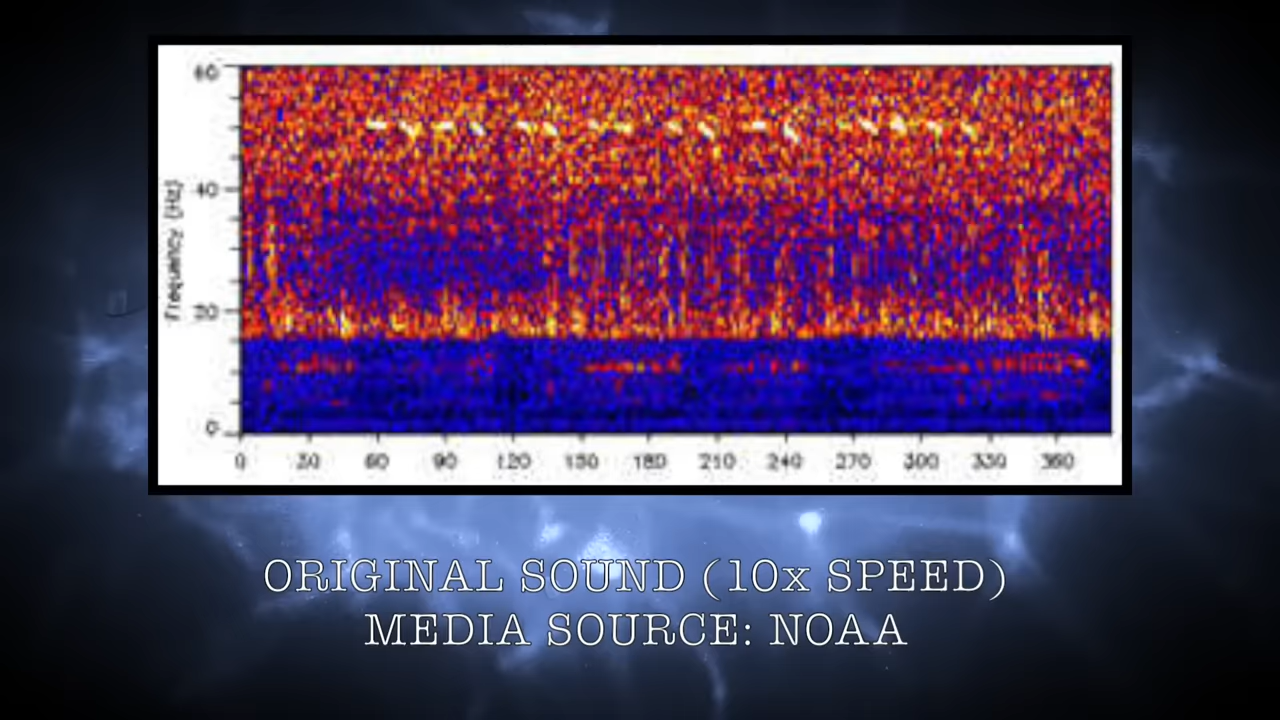 60
40
20
0
Frequency (Hz)
0 30 60 90 120 150 180 210 240 270 300 330 360
ORIGINAL SOUND (10x SPEED)
MEDIA SOURCE: NOAA